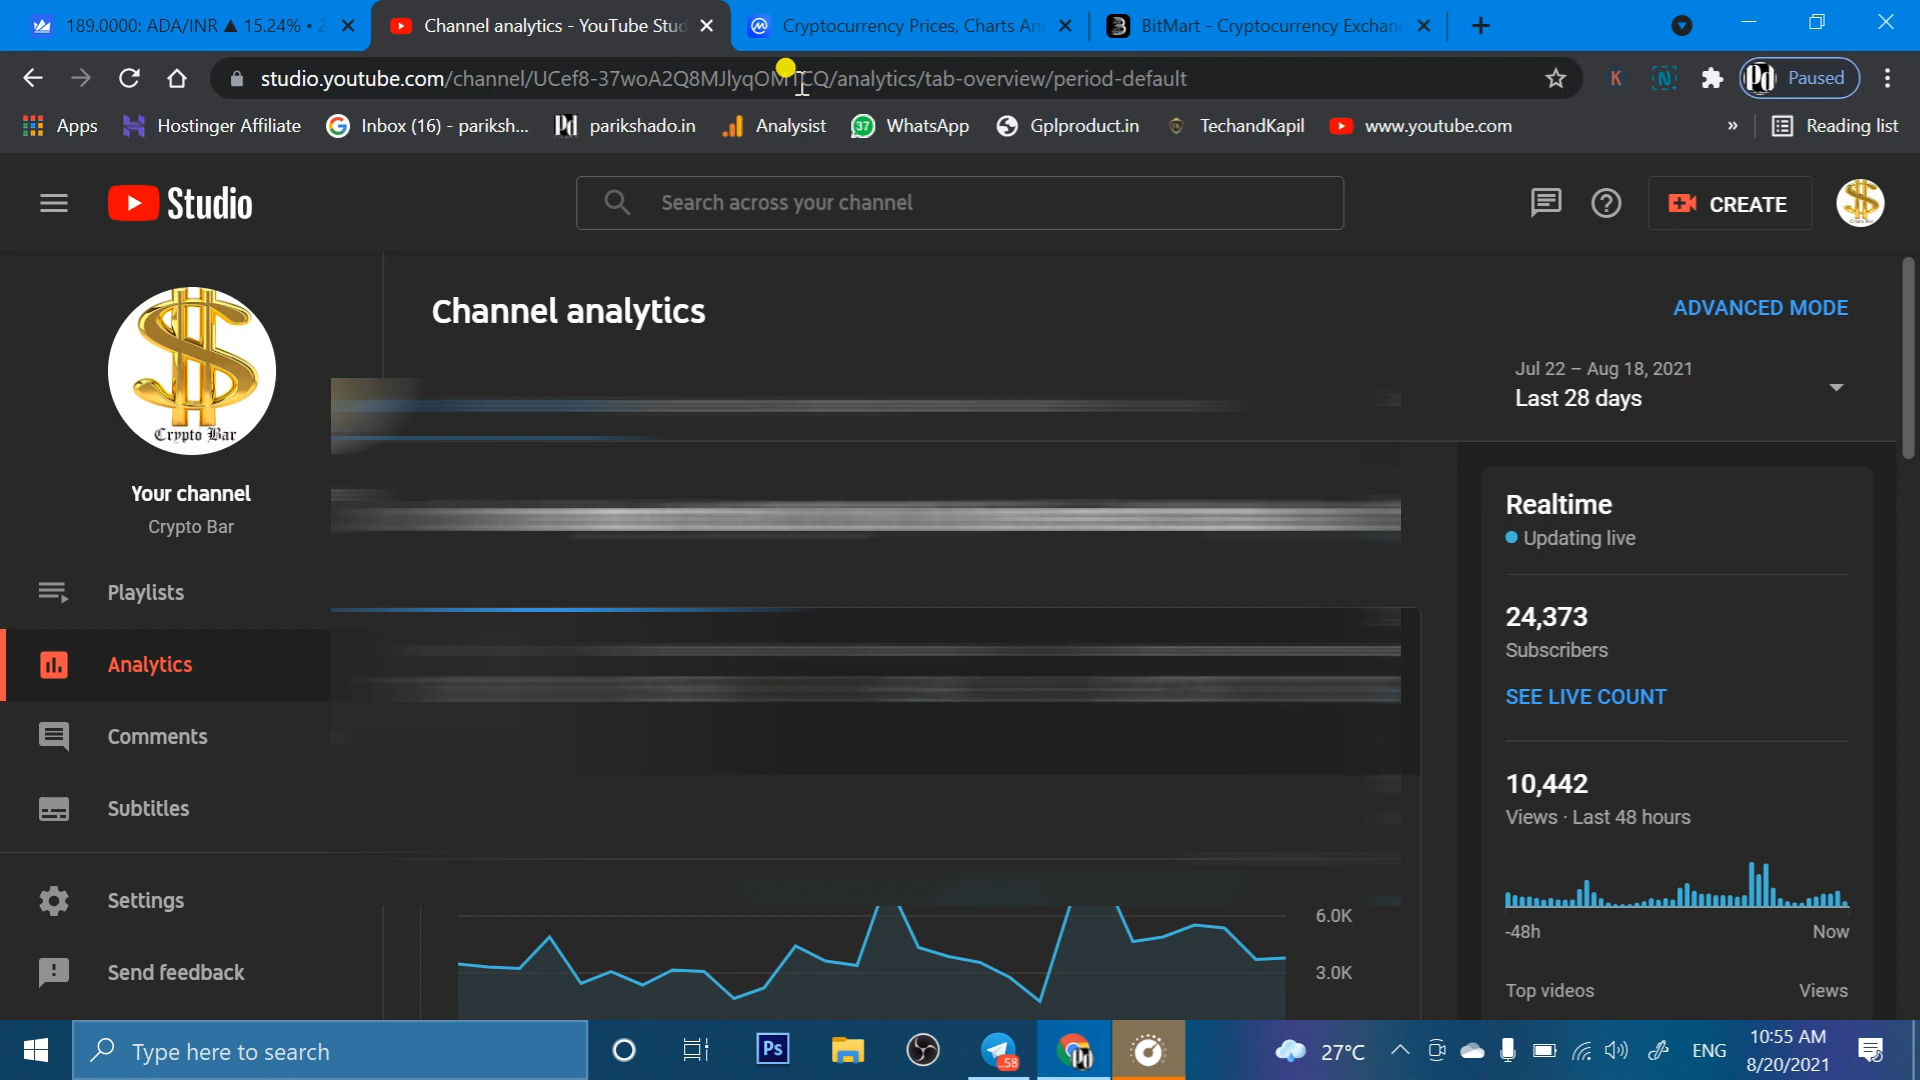 189.0000: ADA/INR ▲ 15.24% •
Channel analytics - YouTube Stud
Cryptocurrency Prices, Charts An
BitMart - Cryptocurrency Exchan
studio.youtube.com/channel/UCef8-37woA2Q8MJlyqOM1CQ/analytics/tab-overview/period-default
K
N
Pd
Paused
Apps
Hostinger Affiliate
Inbox (16) - pariksh...
parikshado.in
Analysist
37
WhatsApp
Gplproduct.in
TechandKapil
www.youtube.com
»
Reading list
Studio
Search across your channel
CREATE
Crypto Bar
Channel analytics
ADVANCED MODE
Jul 22 – Aug 18, 2021
Last 28 days
Your channel
Crypto Bar
Playlists
Analytics
Comments
Subtitles
Settings
Send feedback
Realtime
Updating live
24,373
Subscribers
SEE LIVE COUNT
10,442
Views · Last 48 hours
-48h
Now
Top videos
Views
6.0K
3.0K
Type here to search
Ps
..58
27°C
ENG
10:55 AM
8/20/2021